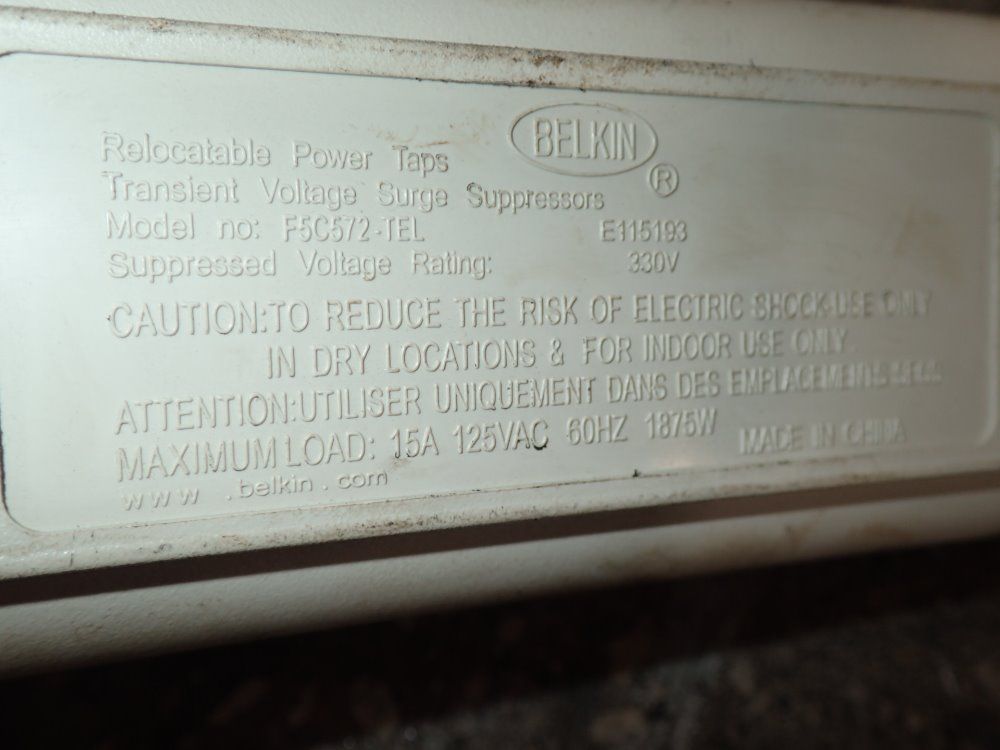 BELKIN
®
Relocatable Power Taps
Transient Voltage Surge Suppressors
Model no: F5C572-TEL E115193
Suppressed Voltage Rating: 330V
CAUTION:TO REDUCE THE RISK OF ELECTRIC SHOCK-USE ONLY
IN DRY LOCATIONS & FOR INDOOR USE ONLY.
ATTENTION:UTILISER UNIQUEMENT DANS DES EMPLACEMENTS
MAXIMUM LOAD: 15A 125VAC 60HZ 1875W MADE IN CHINA
www.belkin.com